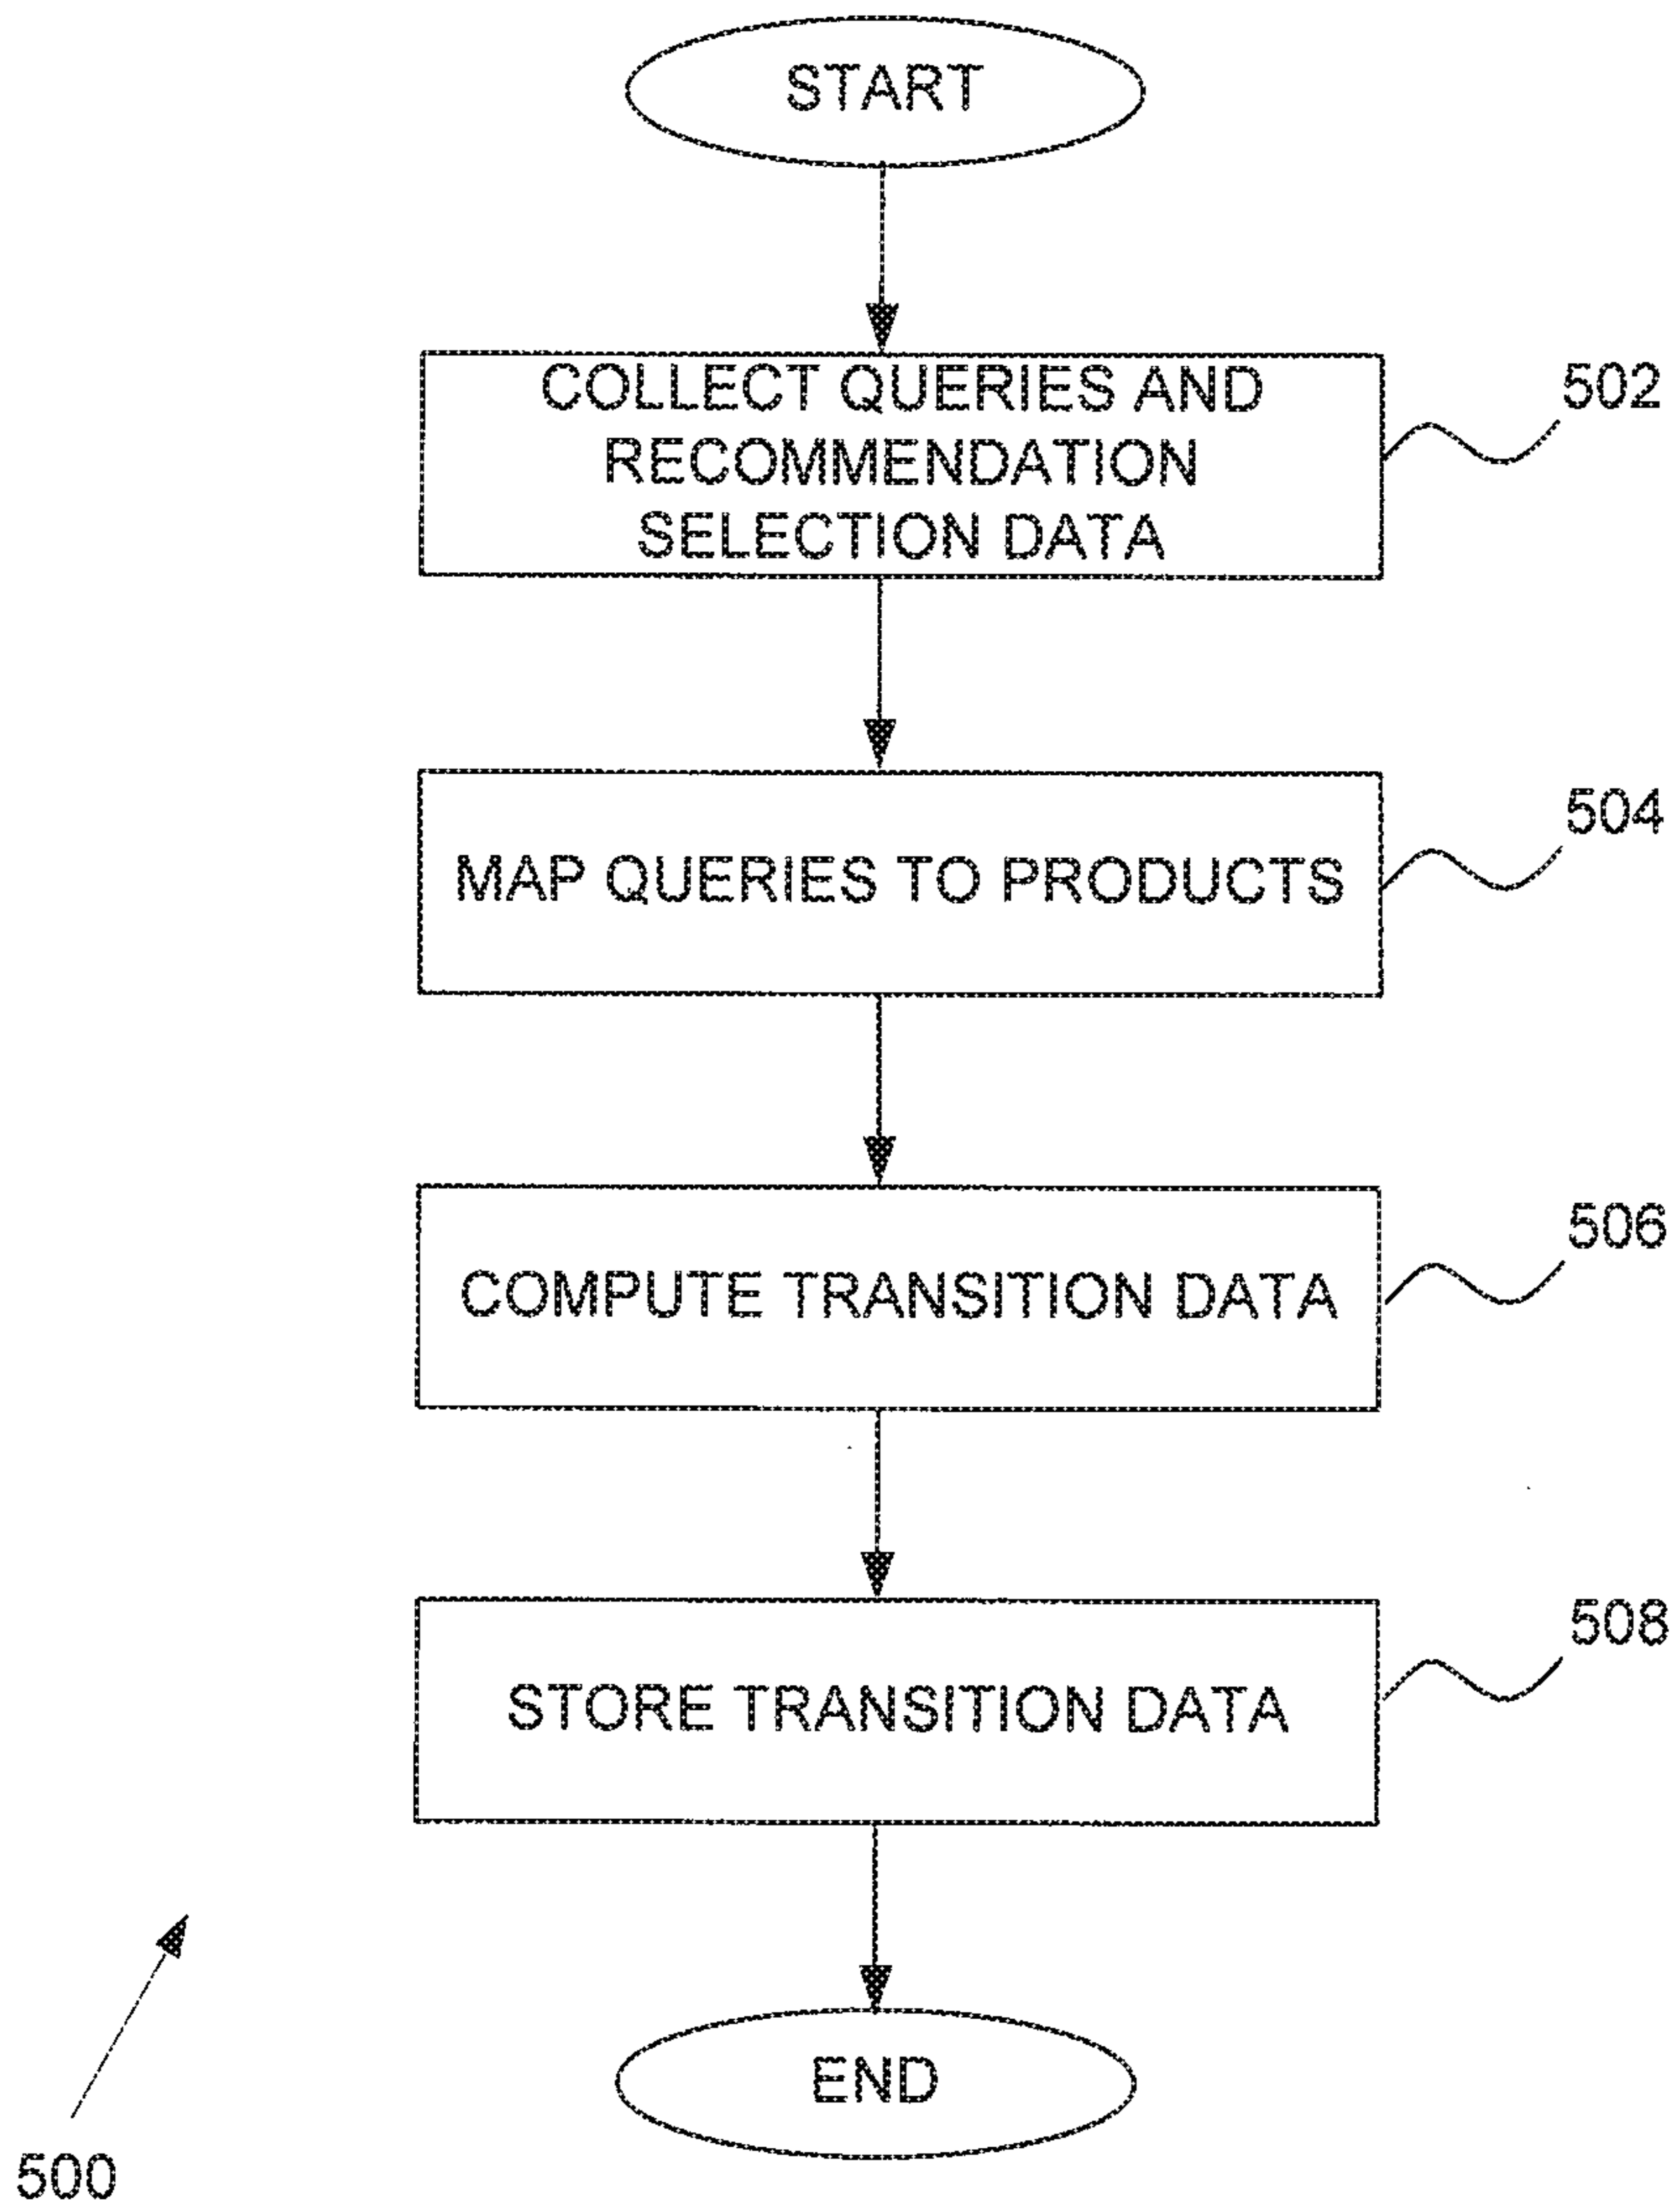 START
COLLECT QUERIES AND
RECOMMENDATION
SELECTION DATA
502
MAP QUERIES TO PRODUCTS
504
COMPUTE TRANSITION DATA
506
STORE TRANSITION DATA
508
END
500